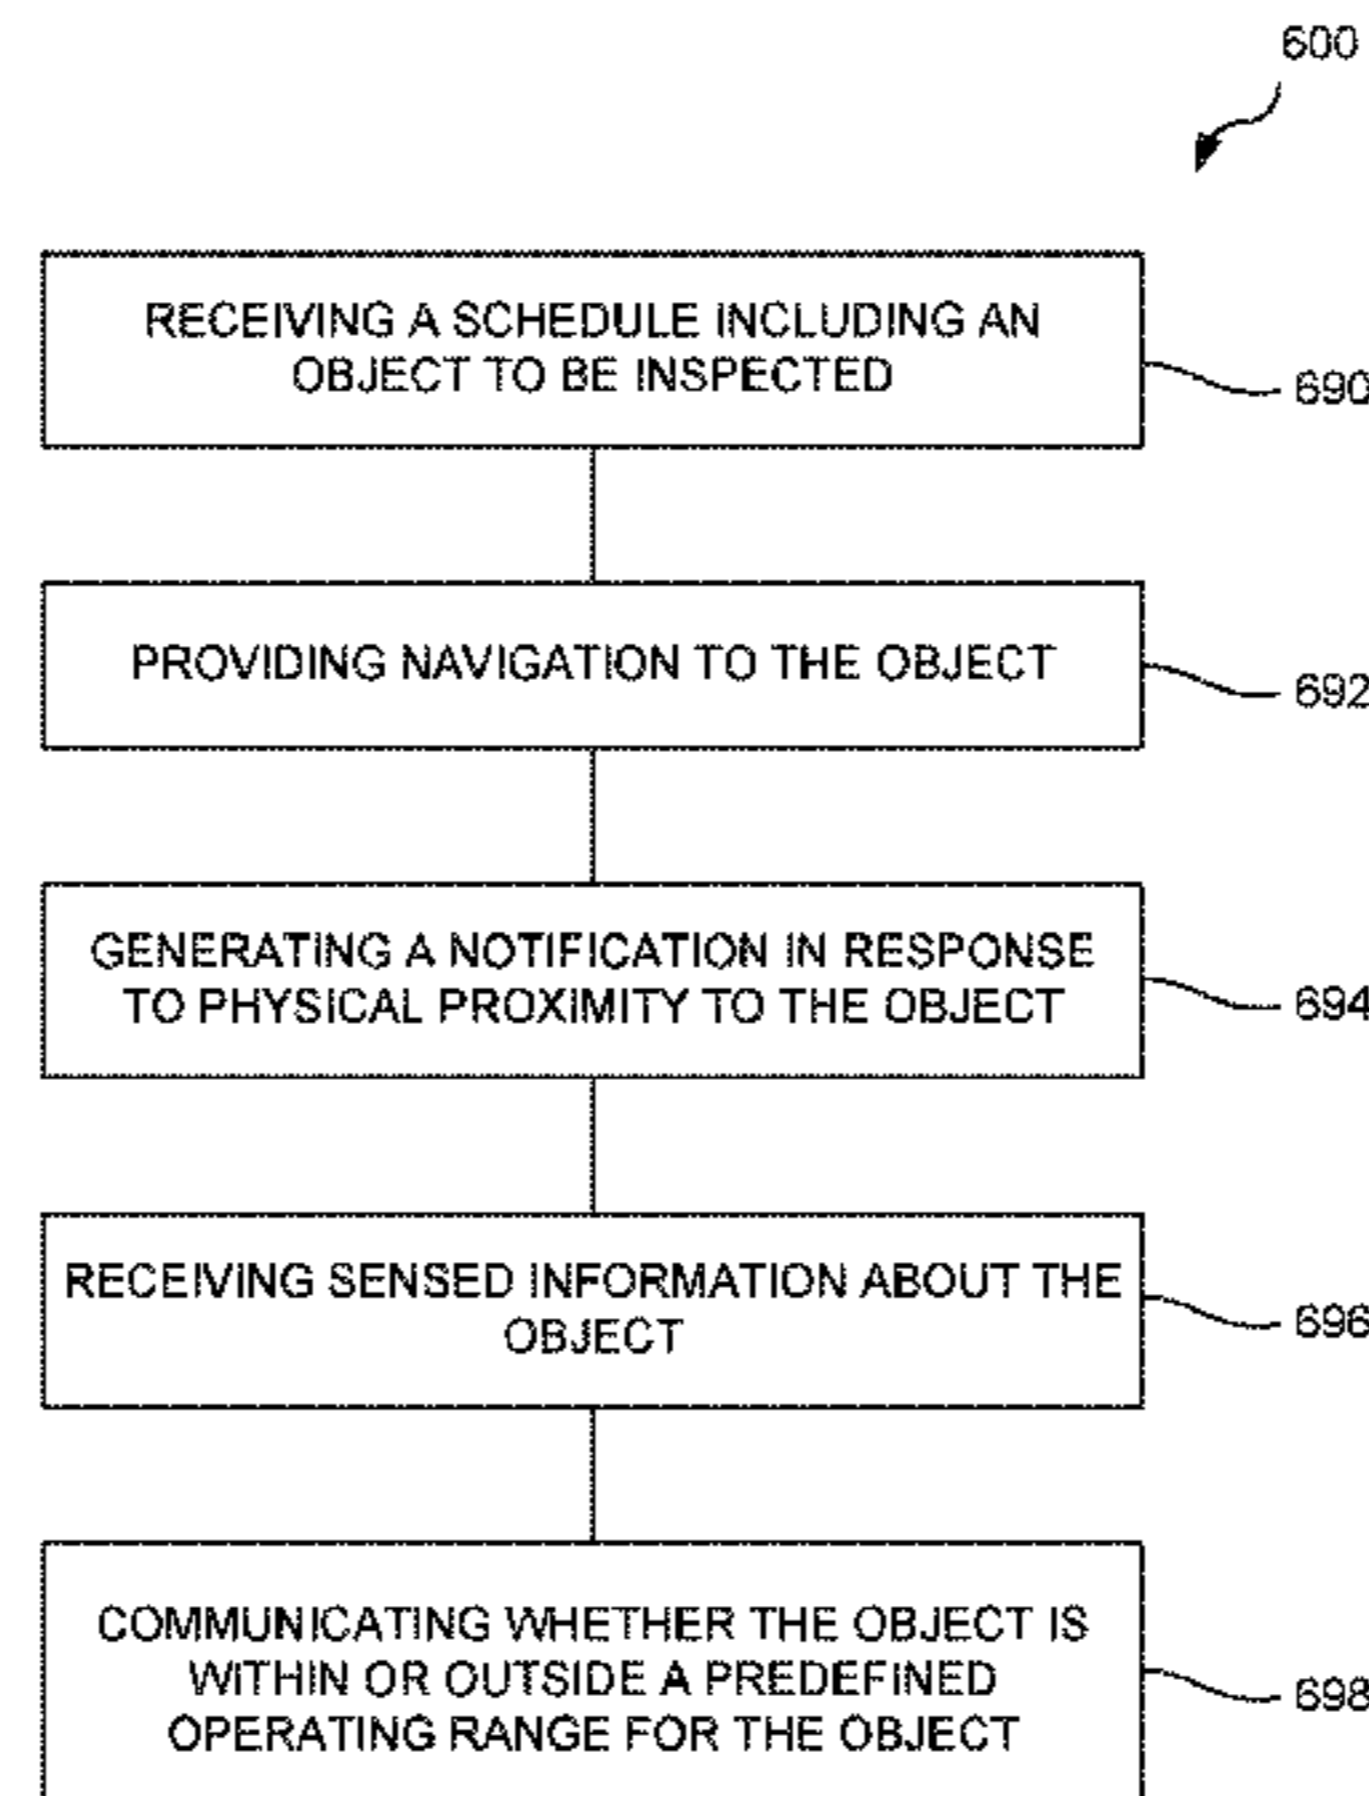 600
RECEIVING A SCHEDULE INCLUDING AN
OBJECT TO BE INSPECTED
690
PROVIDING NAVIGATION TO THE OBJECT
692
GENERATING A NOTIFICATION IN RESPONSE
TO PHYSICAL PROXIMITY TO THE OBJECT
694
RECEIVING SENSED INFORMATION ABOUT THE
OBJECT
696
COMMUNICATING WHETHER THE OBJECT IS
WITHIN OR OUTSIDE A PREDEFINED
OPERATING RANGE FOR THE OBJECT
698